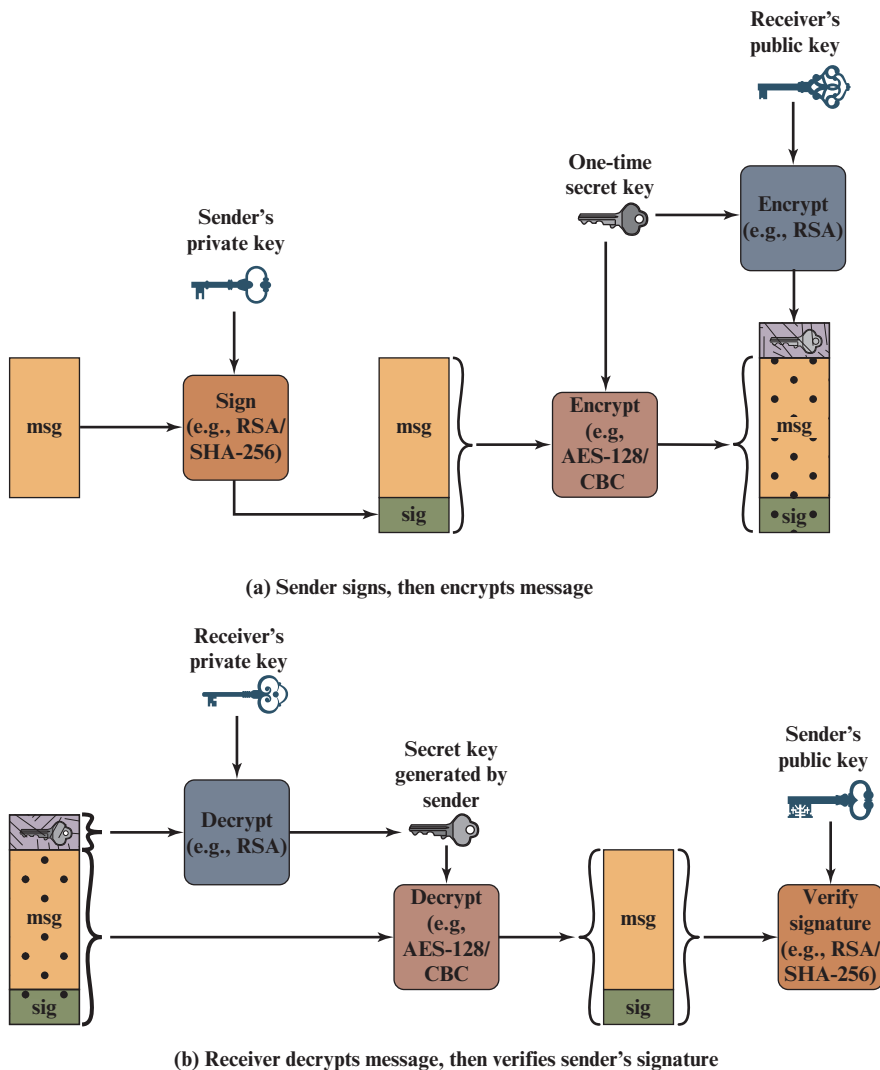 Receiver's
public key
One-time
secret key
Encrypt
(e.g., RSA)
Sender's
private key
msg
Sign
(e.g., RSA/
SHA-256)
msg
sig
Encrypt
(e.g,
AES-128/
CBC
msg
sig
(a) Sender signs, then encrypts message
Receiver's
private key
Decrypt
(e.g., RSA)
Secret key
generated by
sender
Sender's
public key
msg
sig
Decrypt
(e.g,
AES-128/
CBC
msg
sig
Verify
signature
(e.g., RSA/
SHA-256)
(b) Receiver decrypts message, then verifies sender's signature